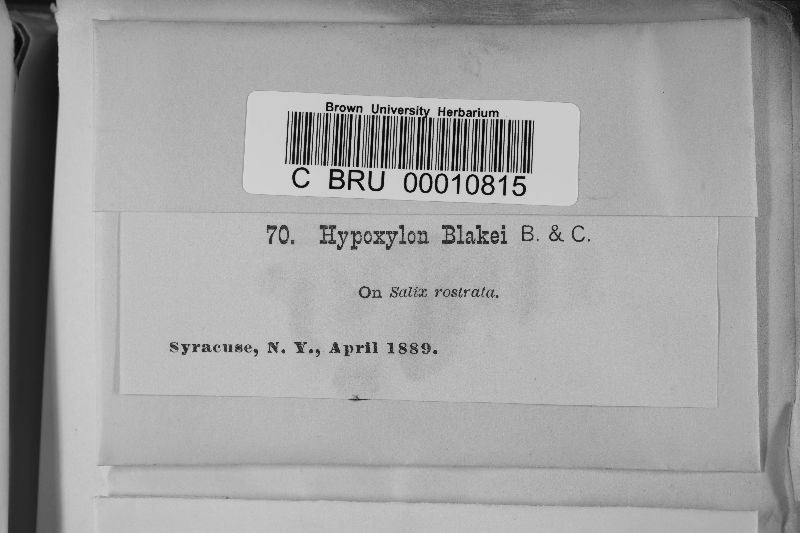 Brown University Herbarium
C BRU 00010815
70. Hypoxylon Blakei B. & C.
On Salix rostrata.
Syracuse, N. Y., April 1889.